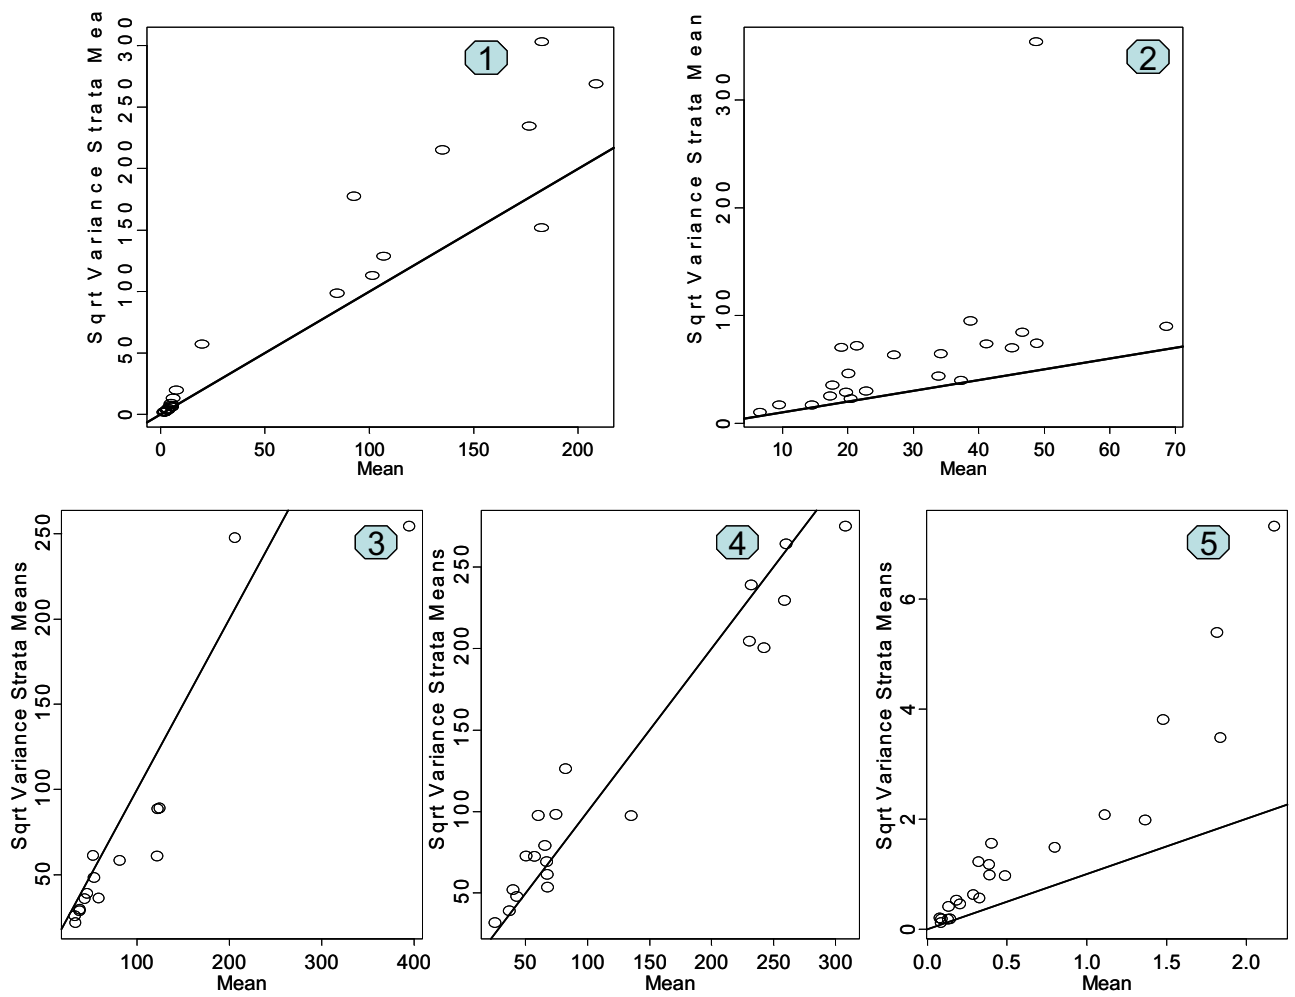 Sqrt Variance Strata Mea
0 50 100 150 200 250 300
1
0 50 100 150 200
Mean
Sqrt Variance Strata Mean
0 100 200 300
2
10 20 30 40 50 60 70
Mean
Sqrt Variance Strata Means
50 100 150 200 250
3
100 200 300 400
Mean
Sqrt Variance Strata Means
50 100 150 200 250
4
50 100 150 200 250 300
Mean
Sqrt Variance Strata Means
0 2 4 6
5
0.0 0.5 1.0 1.5 2.0
Mean